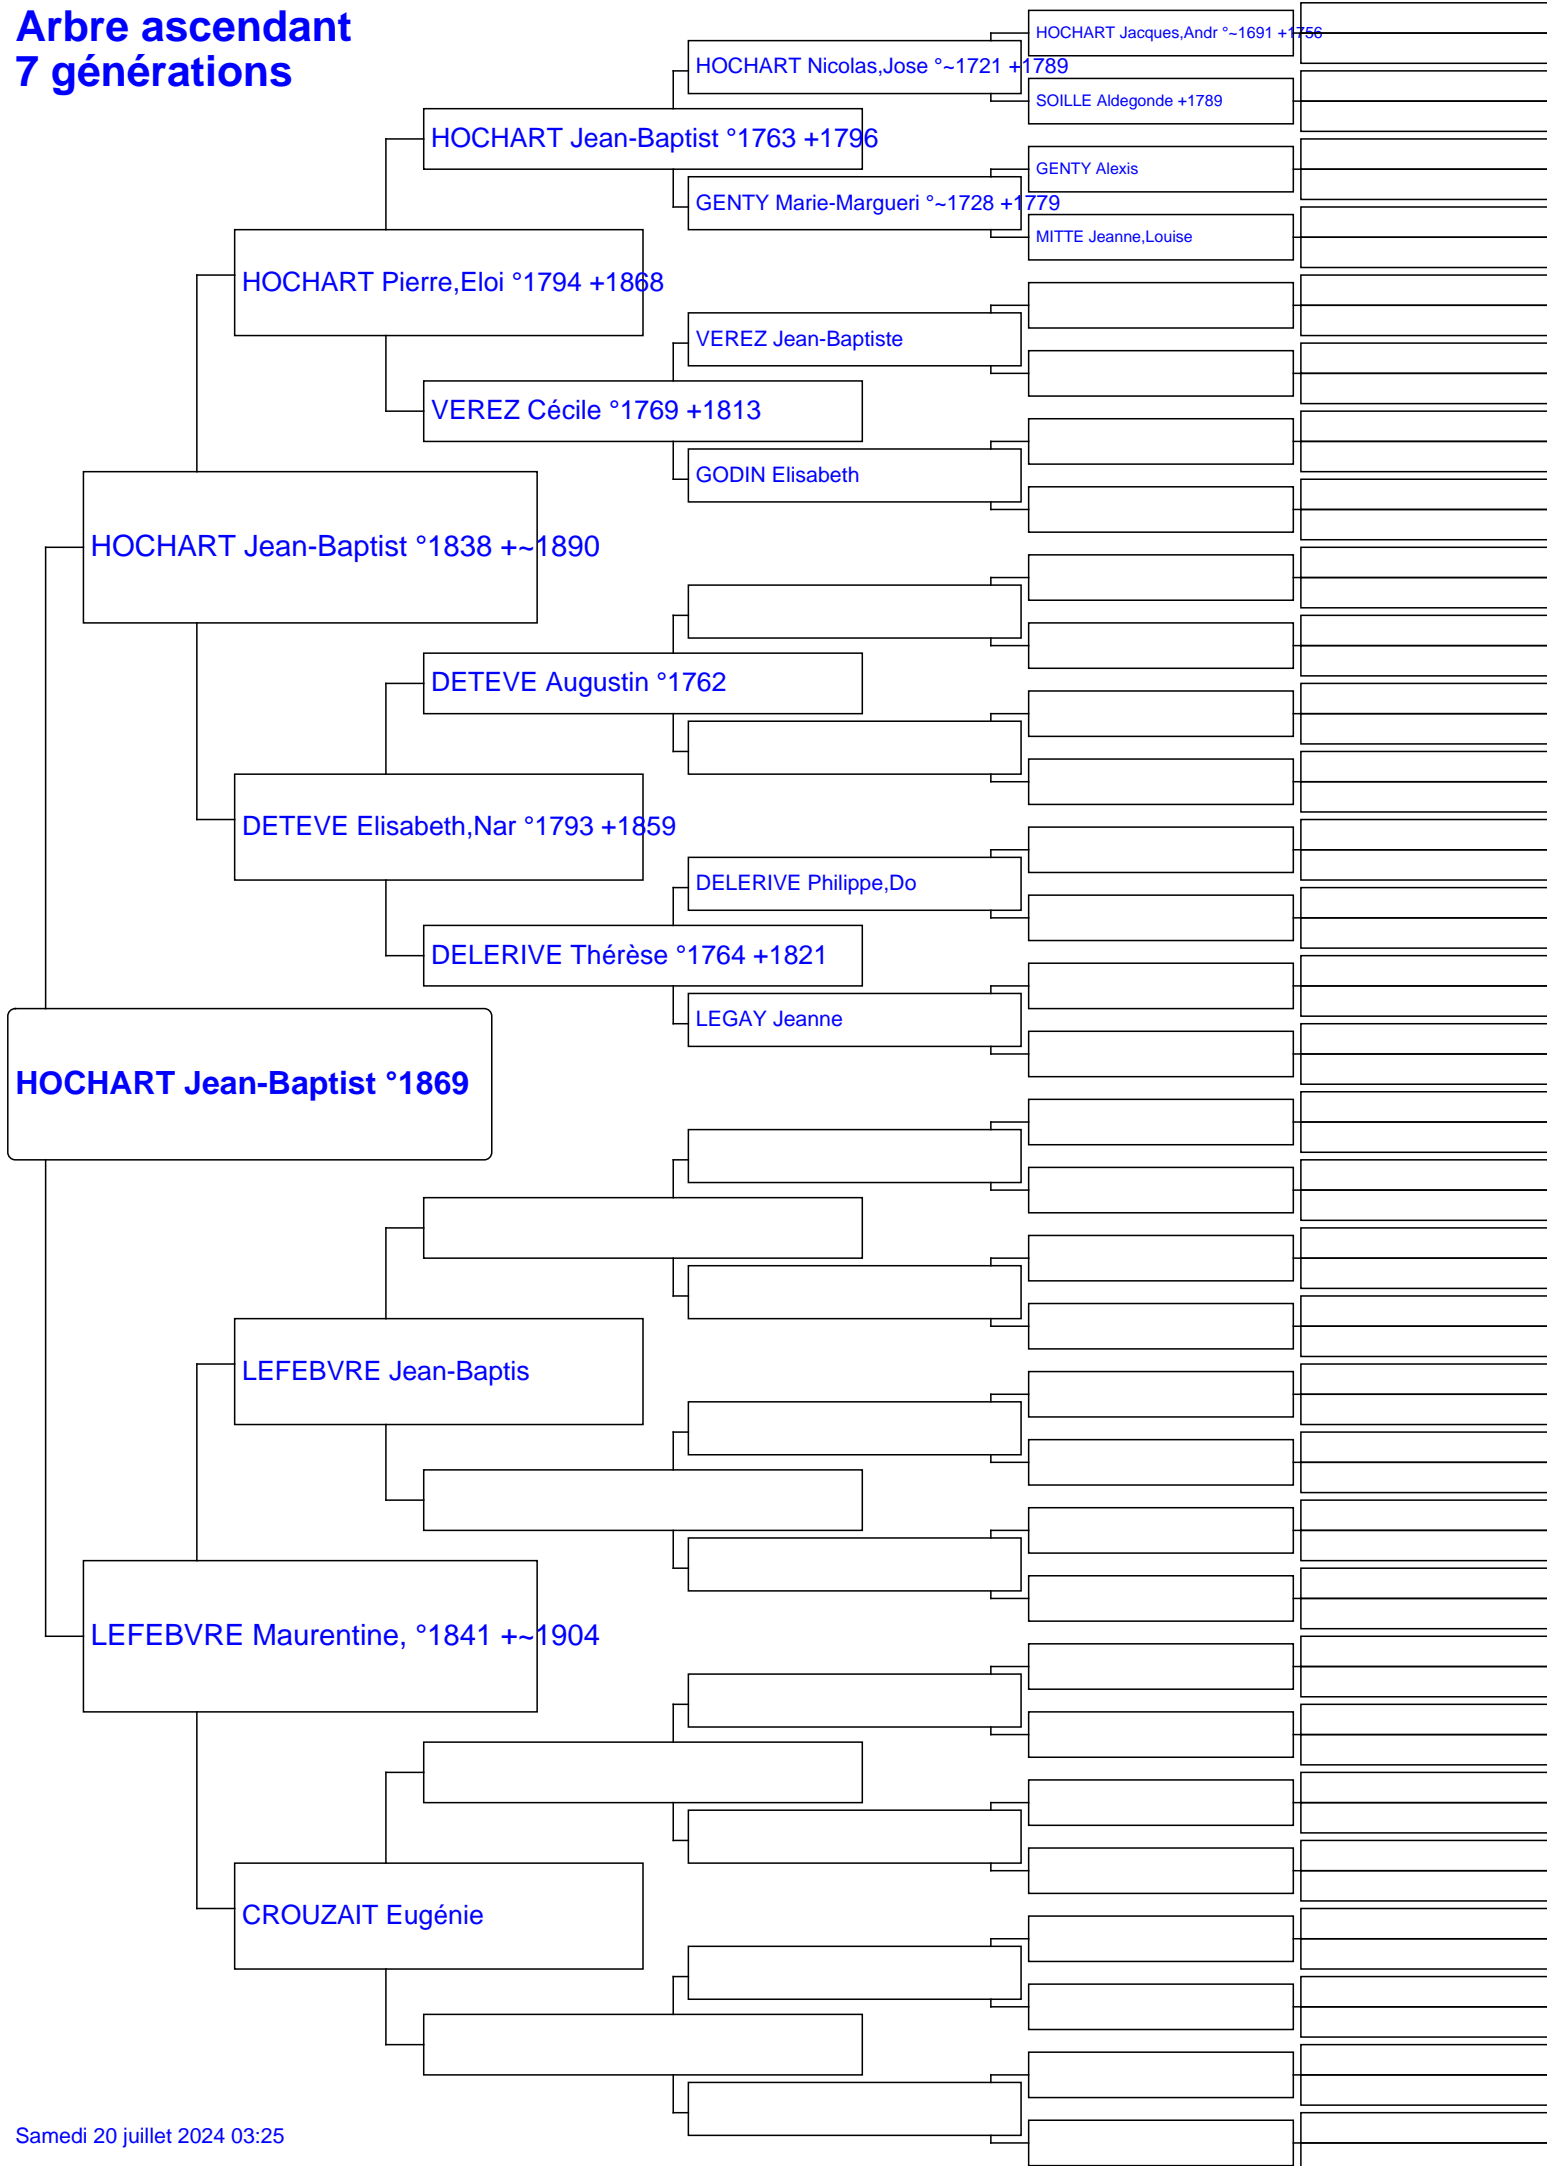 Arbre ascendant
7 générations
HOCHART Jacques,Andr °~1691 +1756
HOCHART Nicolas,Jose °~1721 +1789
SOILLE Aldegonde +1789
HOCHART Jean-Baptist °1763 +1796
GENTY Alexis
GENTY Marie-Margueri °~1728 +1779
MITTE Jeanne,Louise
HOCHART Pierre,Eloi °1794 +1868
VEREZ Jean-Baptiste
VEREZ Cécile °1769 +1813
GODIN Elisabeth
HOCHART Jean-Baptist °1838 +~1890
DETEVE Augustin °1762
DETEVE Elisabeth,Nar °1793 +1859
DELERIVE Philippe,Do
DELERIVE Thérèse °1764 +1821
LEGAY Jeanne
HOCHART Jean-Baptist °1869
LEFEBVRE Jean-Baptis
LEFEBVRE Maurentine, °1841 +~1904
CROUZAIT Eugénie
Samedi 20 juillet 2024 03:25